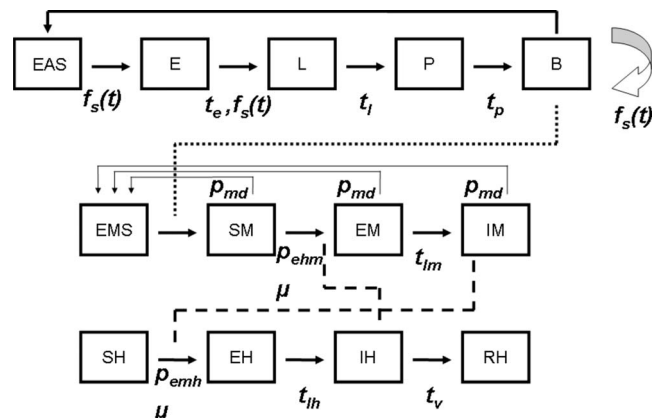 EAS E L P B
f_s(t) t_e ,f_s(t) t_l t_p f_s(t)
p_md p_md p_md
EMS SM EM IM
p_ehm t_lm
μ
SH EH IH RH
p_emh t_lh t_v
μ